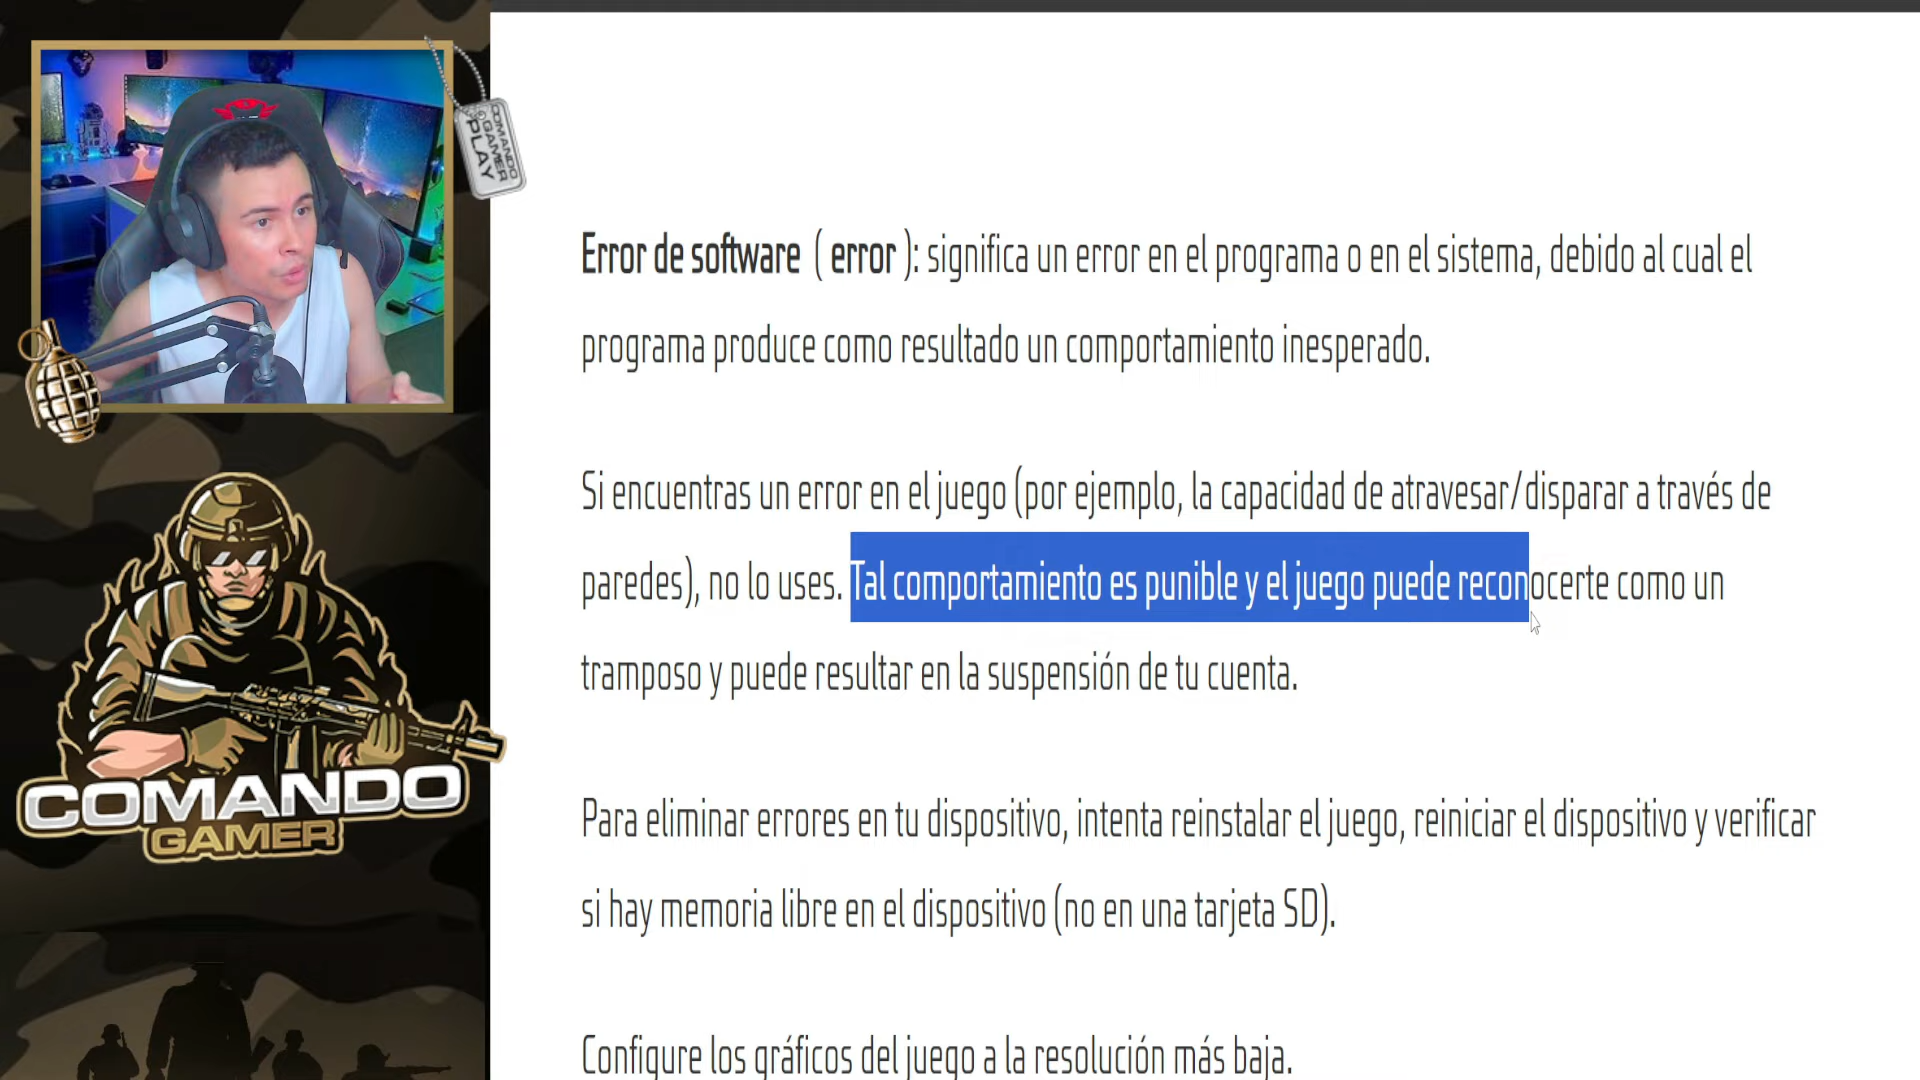 COMANDO
GAMER
PLAY
Error de software ( error ): significa un error en el programa o en el sistema, debido al cual el
programa produce como resultado un comportamiento inesperado.
Si encuentras un error en el juego (por ejemplo, la capacidad de atravesar/disparar a través de
paredes), no lo uses. Tal comportamiento es punible y el juego puede reconocerte como un
tramposo y puede resultar en la suspensión de tu cuenta.
Para eliminar errores en tu dispositivo, intenta reinstalar el juego, reiniciar el dispositivo y verificar
si hay memoria libre en el dispositivo (no en una tarjeta SD).
Configure los gráficos del juego a la resolución más baja.
COMANDO
GAMER